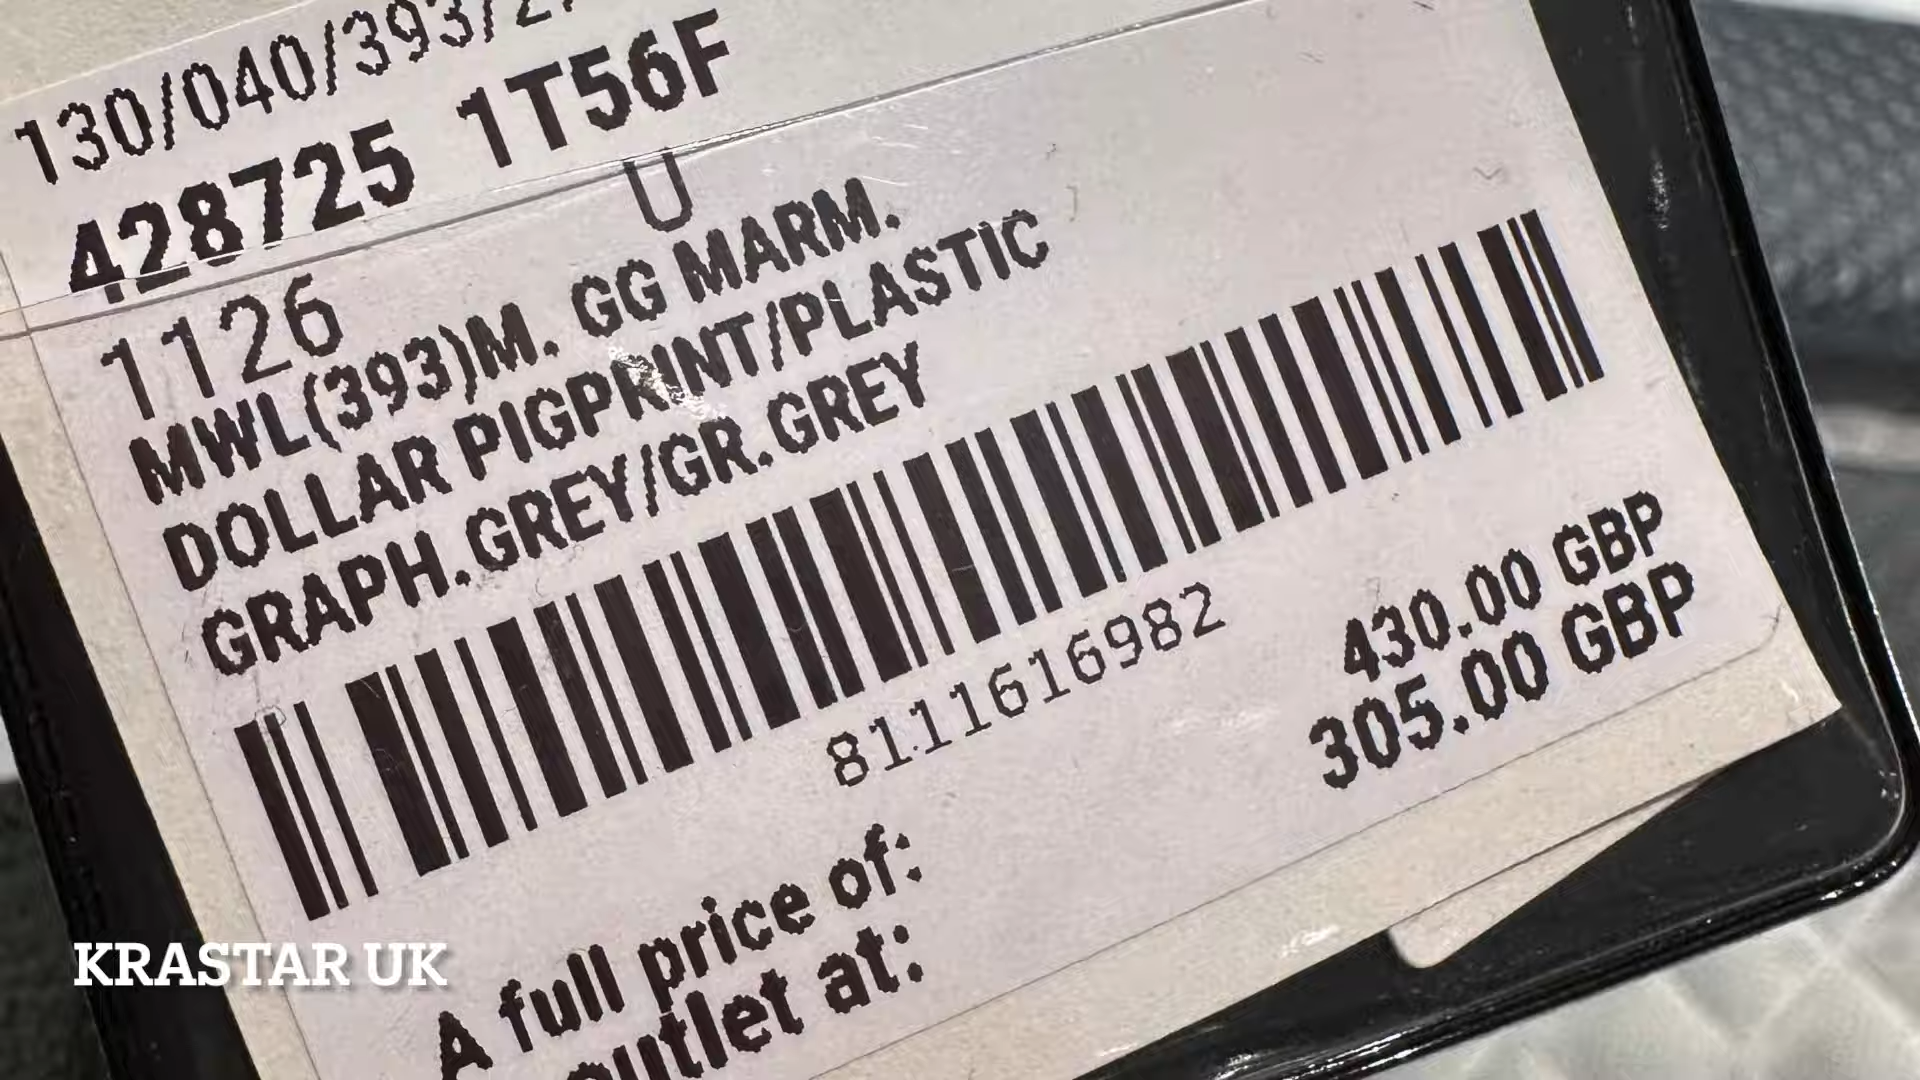 130/040/393/2
428725 1T56F
U
1126
MWL(393)M. GG MARM.
DOLLAR PIGPRINT/PLASTIC
GRAPH.GREY/GR.GREY
8111616982
430.00 GBP
305.00 GBP
A full price of:
outlet at:
KRASTAR UK